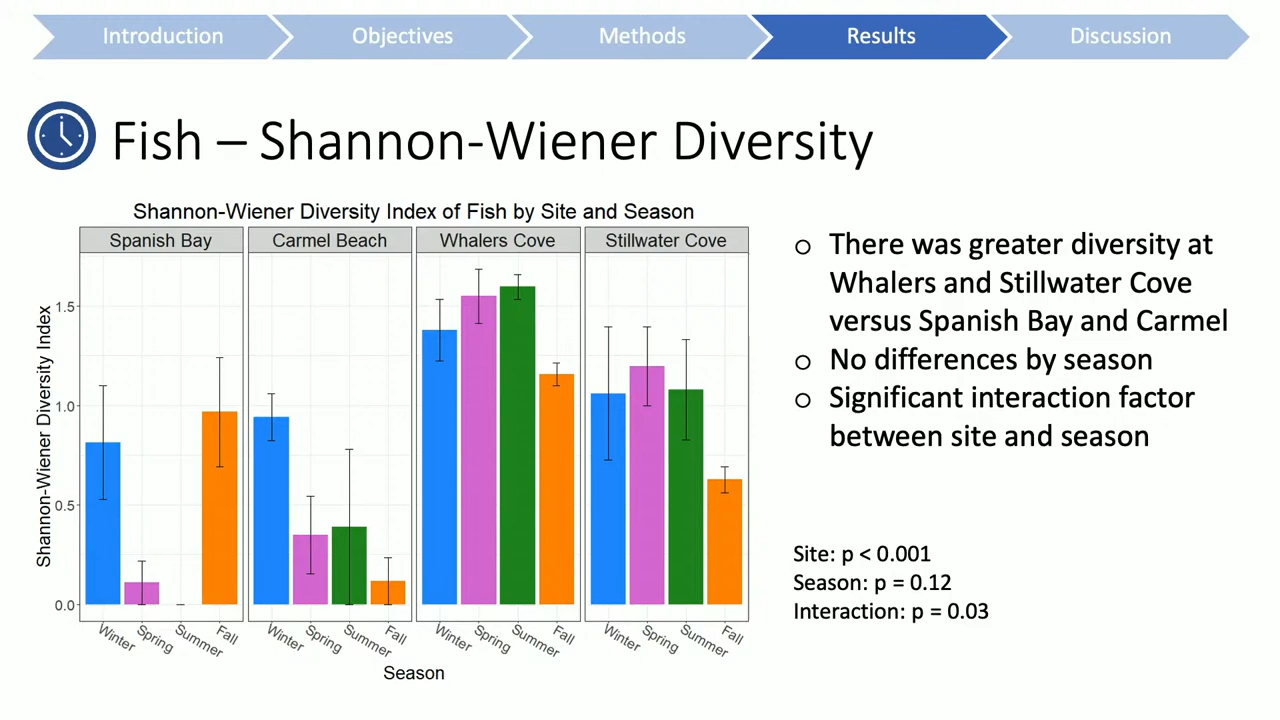 Introduction
Objectives
Methods
Results
Discussion
Fish – Shannon-Wiener Diversity
Shannon-Wiener Diversity Index of Fish by Site and Season
Spanish Bay
Carmel Beach
Whalers Cove
Stillwater Cove
Shannon-Wiener Diversity Index
1.5
1.0
0.5
0.0
Winter
Spring
Summer
Fall
Winter
Spring
Summer
Fall
Winter
Spring
Summer
Fall
Winter
Spring
Summer
Fall
Season
○ There was greater diversity at
Whalers and Stillwater Cove
versus Spanish Bay and Carmel
○ No differences by season
○ Significant interaction factor
between site and season
Site: p < 0.001
Season: p = 0.12
Interaction: p = 0.03